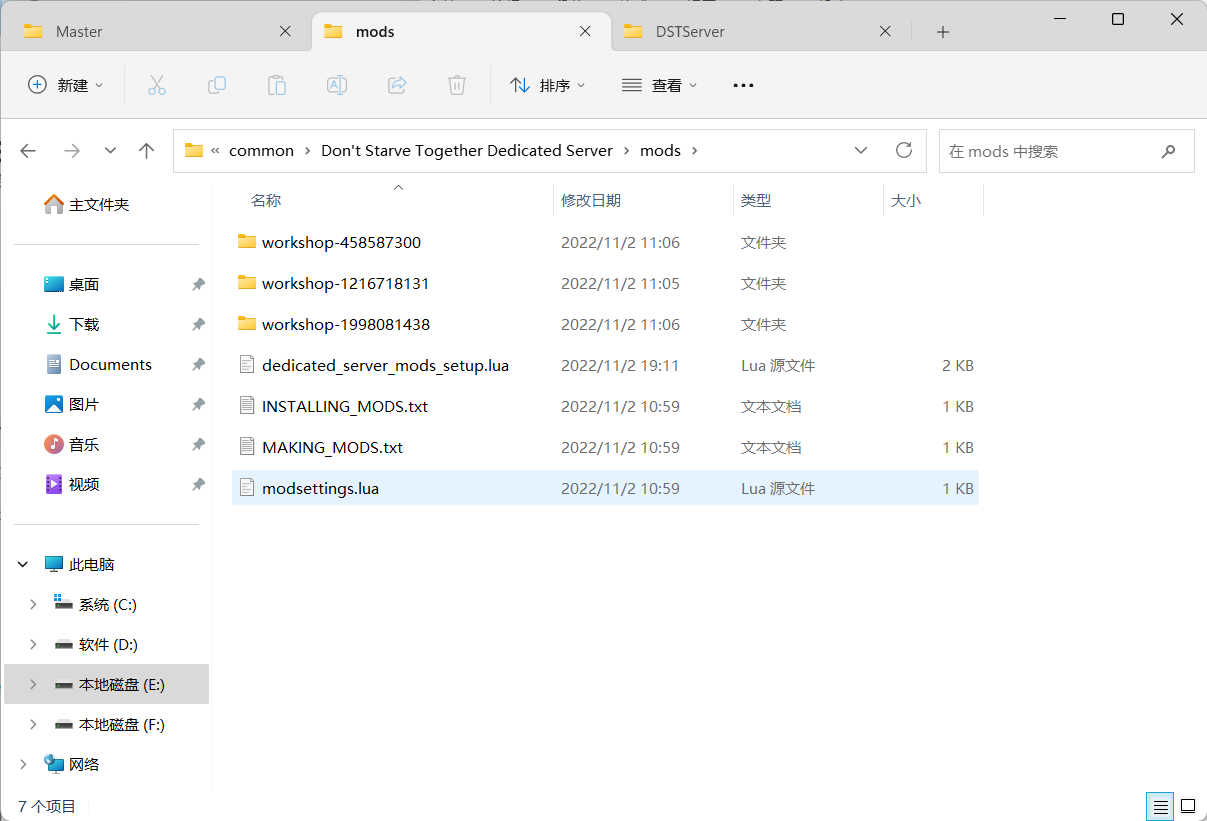 Master
mods
DSTServer
新建
排序
查看
« common › Don't Starve Together Dedicated Server › mods ›
在 mods 中搜索
主文件夹
桌面
下载
Documents
图片
音乐
视频
此电脑
系统 (C:)
软件 (D:)
本地磁盘 (E:)
本地磁盘 (F:)
网络
名称 修改日期 类型 大小
workshop-458587300 2022/11/2 11:06 文件夹
workshop-1216718131 2022/11/2 11:05 文件夹
workshop-1998081438 2022/11/2 11:06 文件夹
dedicated_server_mods_setup.lua 2022/11/2 19:11 Lua 源文件 2 KB
INSTALLING_MODS.txt 2022/11/2 10:59 文本文档 1 KB
MAKING_MODS.txt 2022/11/2 10:59 文本文档 1 KB
modsettings.lua 2022/11/2 10:59 Lua 源文件 1 KB
7 个项目